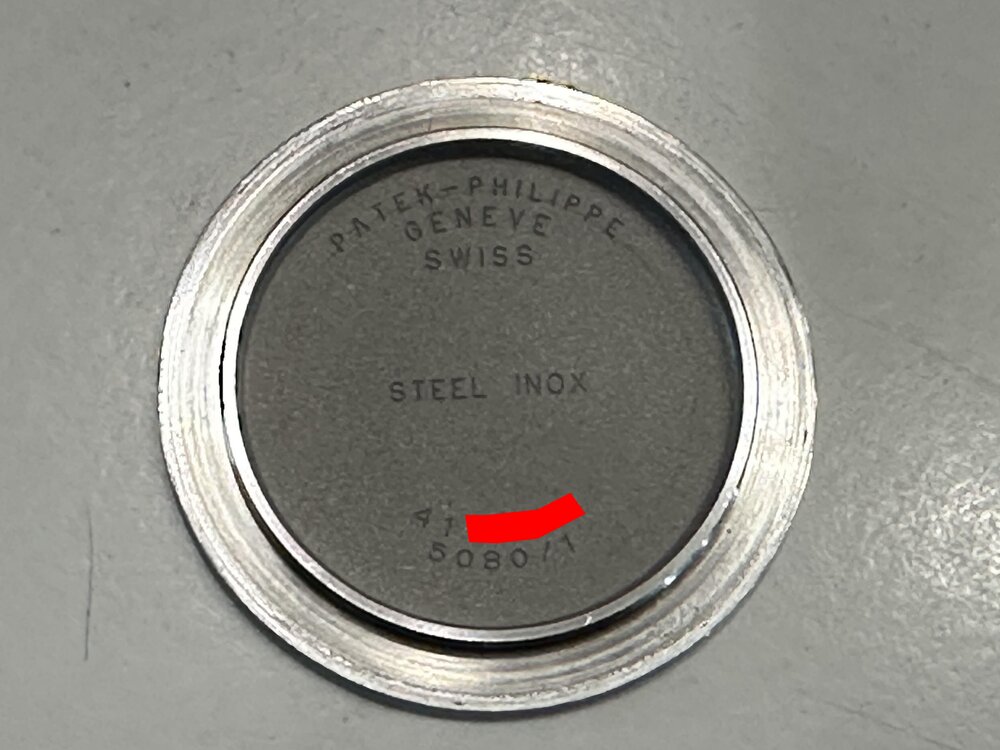 PATEK-PHILIPPE
GENEVE
SWISS
STEEL INOX
41
5080/1